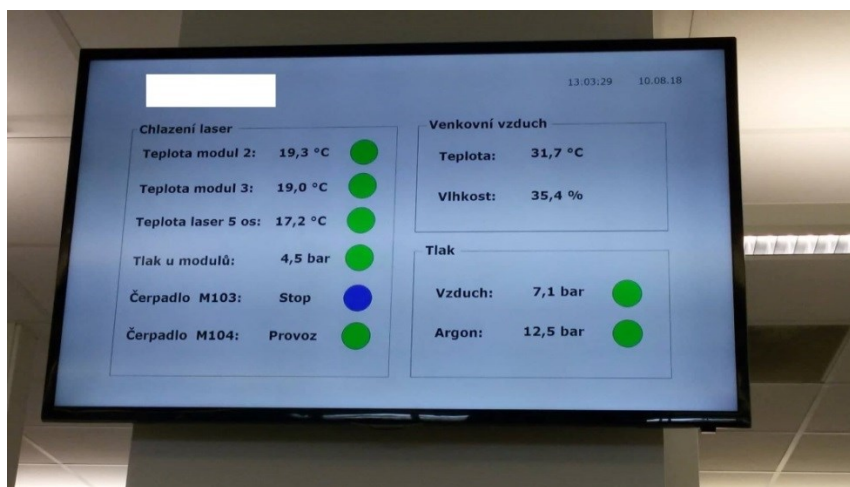 13:03:29 10.08.18
Chlazení laser
Teplota modul 2: 19,3 °C
Teplota modul 3: 19,0 °C
Teplota laser 5 os: 17,2 °C
Tlak u modulů: 4,5 bar
Čerpadlo M103: Stop
Čerpadlo M104: Provoz
Venkovní vzduch
Teplota: 31,7 °C
Vlhkost: 35,4 %
Tlak
Vzduch: 7,1 bar
Argon: 12,5 bar